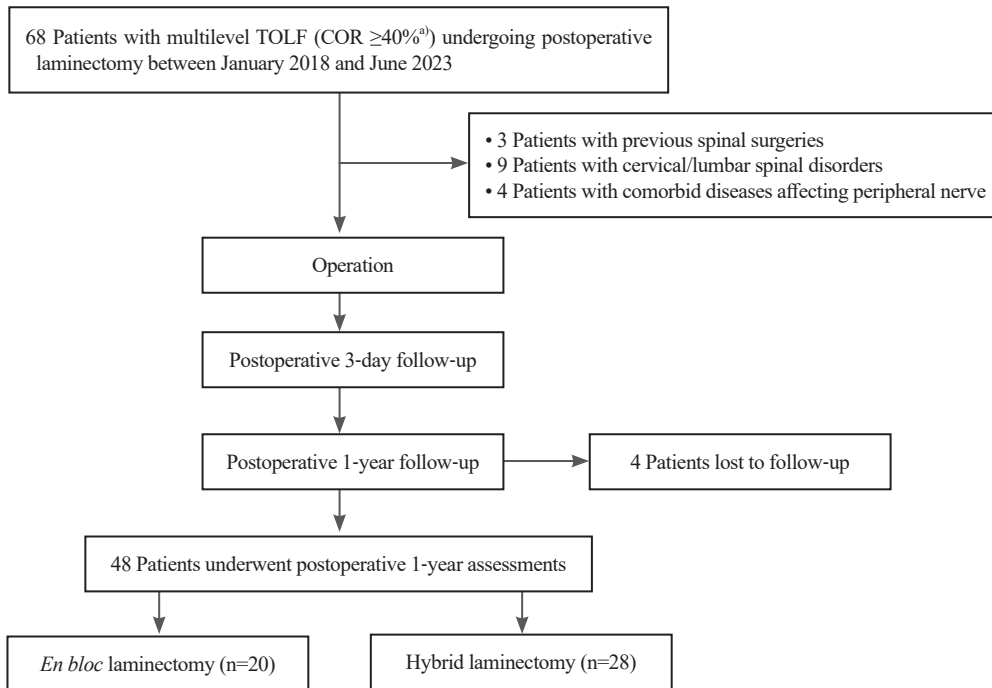 68 Patients with multilevel TOLF (COR ≥40%a)) undergoing postoperative
laminectomy between January 2018 and June 2023
• 3 Patients with previous spinal surgeries
• 9 Patients with cervical/lumbar spinal disorders
• 4 Patients with comorbid diseases affecting peripheral nerve
Operation
Postoperative 3-day follow-up
Postoperative 1-year follow-up
4 Patients lost to follow-up
48 Patients underwent postoperative 1-year assessments
En bloc laminectomy (n=20)
Hybrid laminectomy (n=28)